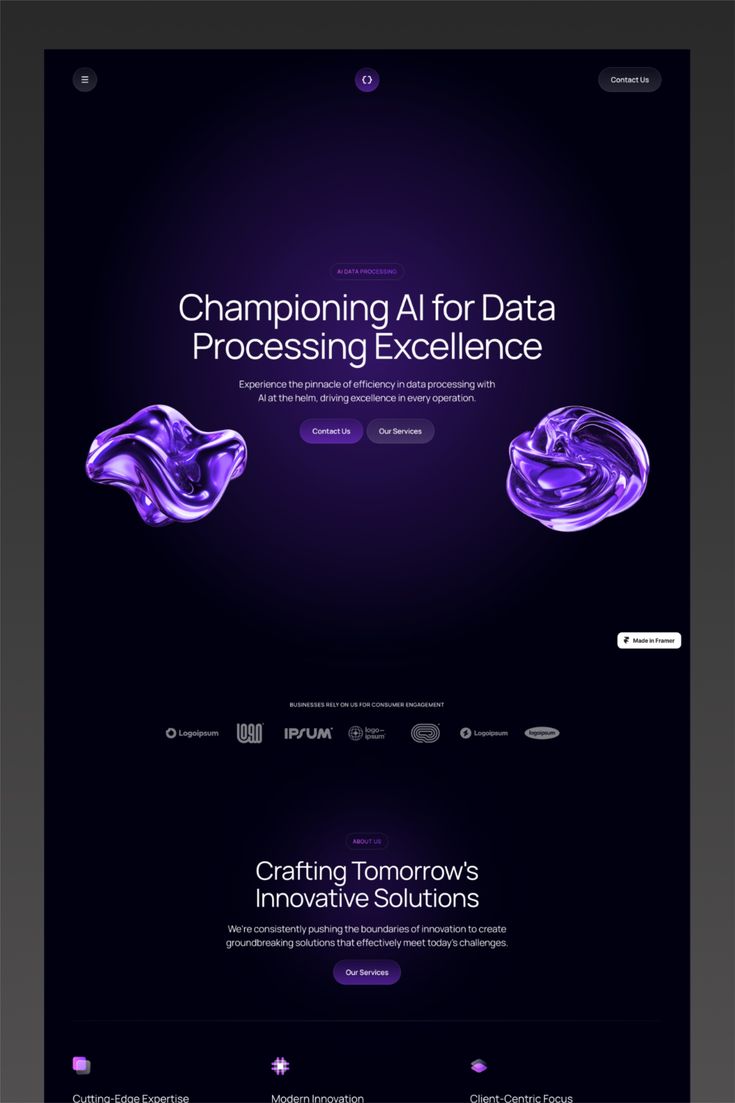 Contact Us
AI DATA PROCESSING
Championing AI for Data
Processing Excellence
Experience the pinnacle of efficiency in data processing with
AI at the helm, driving excellence in every operation.
Contact Us
Our Services
Made in Framer
BUSINESSES RELY ON US FOR CONSUMER ENGAGEMENT
Logoipsum
LOGO
IPSUM
logo—
ipsum
Logoipsum
logoipsum
ABOUT US
Crafting Tomorrow's
Innovative Solutions
We're consistently pushing the boundaries of innovation to create
groundbreaking solutions that effectively meet today's challenges.
Our Services
Cutting-Edge Expertise
Modern Innovation
Client-Centric Focus